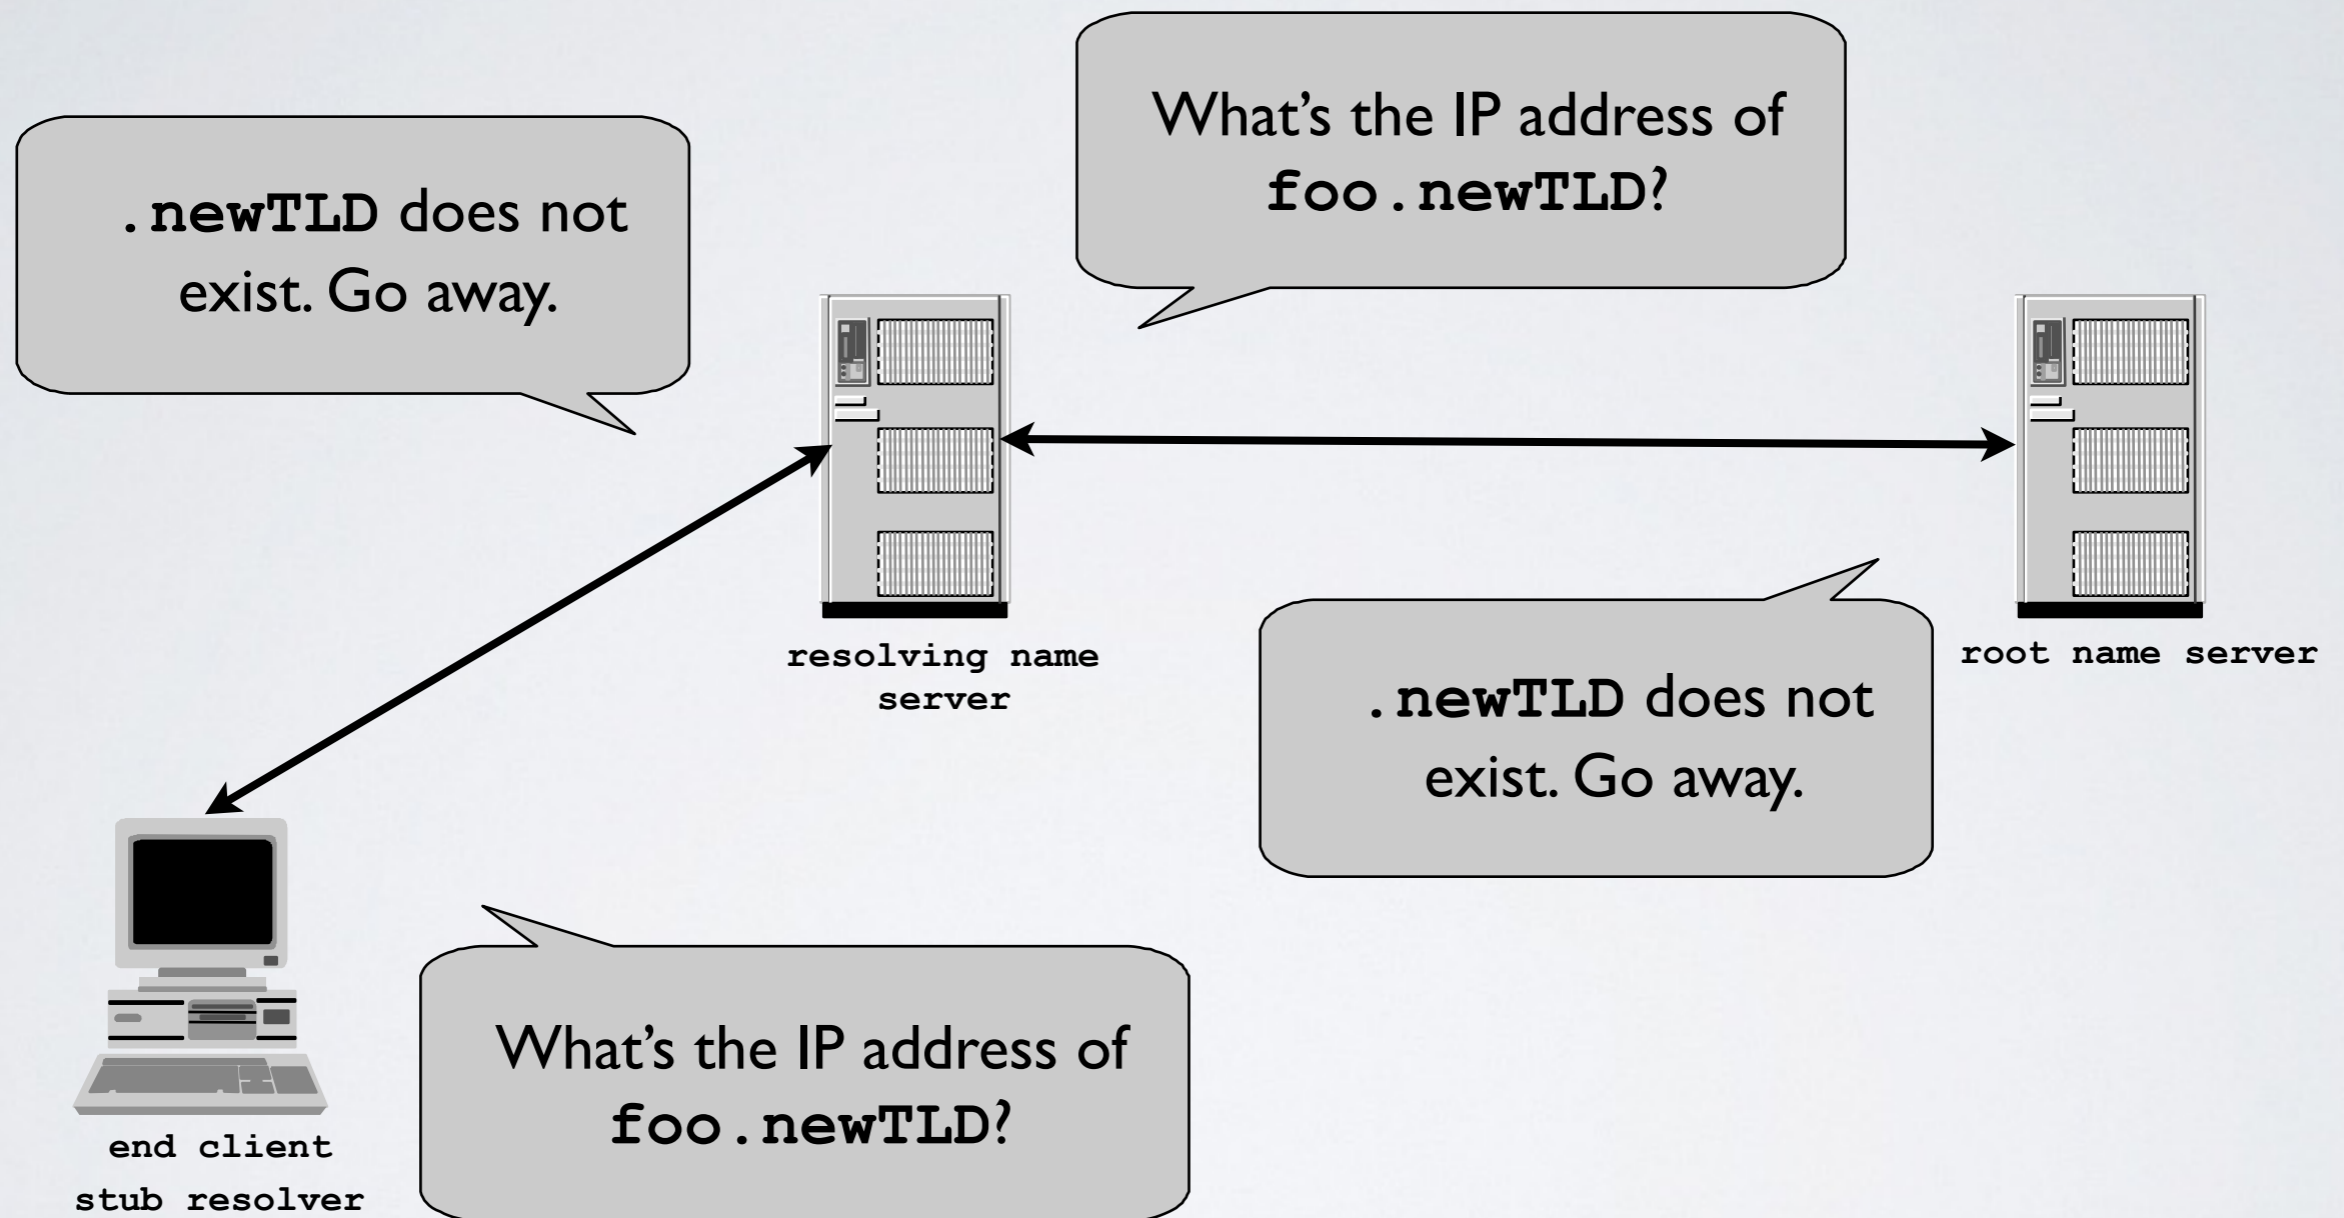 What’s the IP address of
foo.newTLD?
.newTLD does not
exist. Go away.
resolving name
server
root name server
.newTLD does not
exist. Go away.
What’s the IP address of
foo.newTLD?
end client
stub resolver